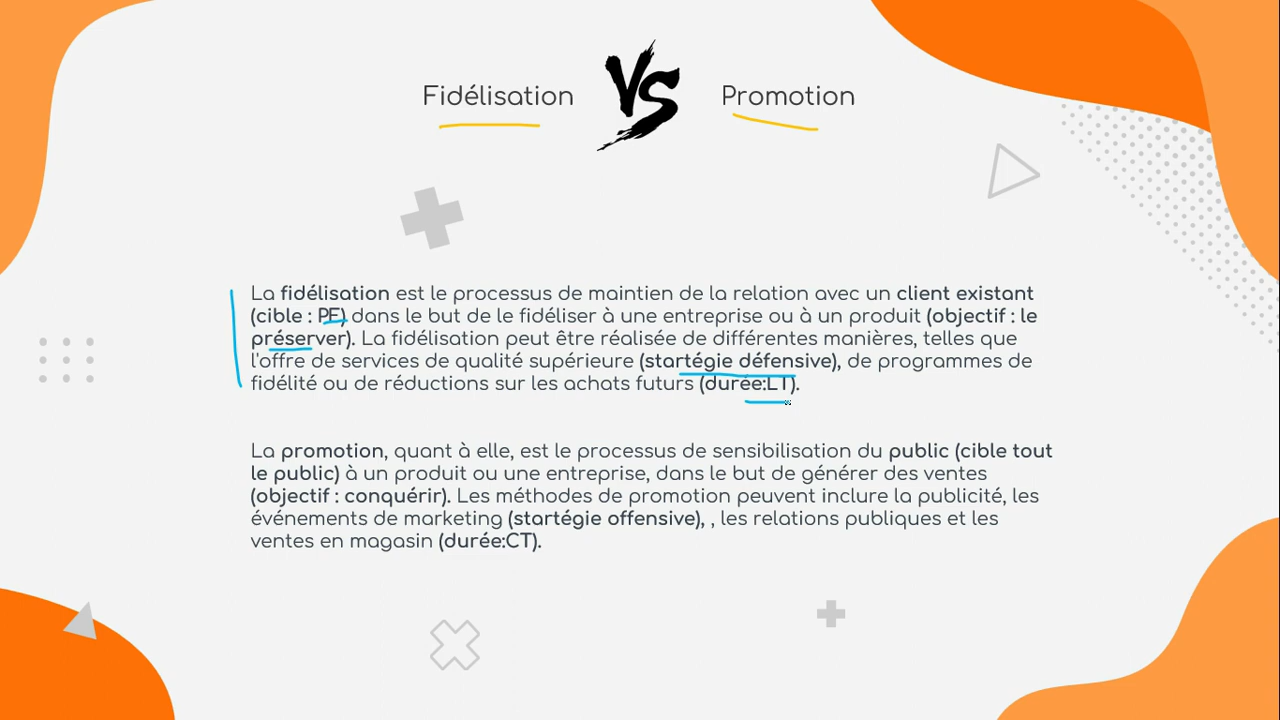 Fidélisation VS Promotion
La fidélisation est le processus de maintien de la relation avec un client existant
(cible : PF) dans le but de le fidéliser à une entreprise ou à un produit (objectif : le
préserver). La fidélisation peut être réalisée de différentes manières, telles que
l'offre de services de qualité supérieure (startégie défensive), de programmes de
fidélité ou de réductions sur les achats futurs (durée:LT).
La promotion, quant à elle, est le processus de sensibilisation du public (cible tout
le public) à un produit ou une entreprise, dans le but de générer des ventes
(objectif : conquérir). Les méthodes de promotion peuvent inclure la publicité, les
événements de marketing (startégie offensive), , les relations publiques et les
ventes en magasin (durée:CT).